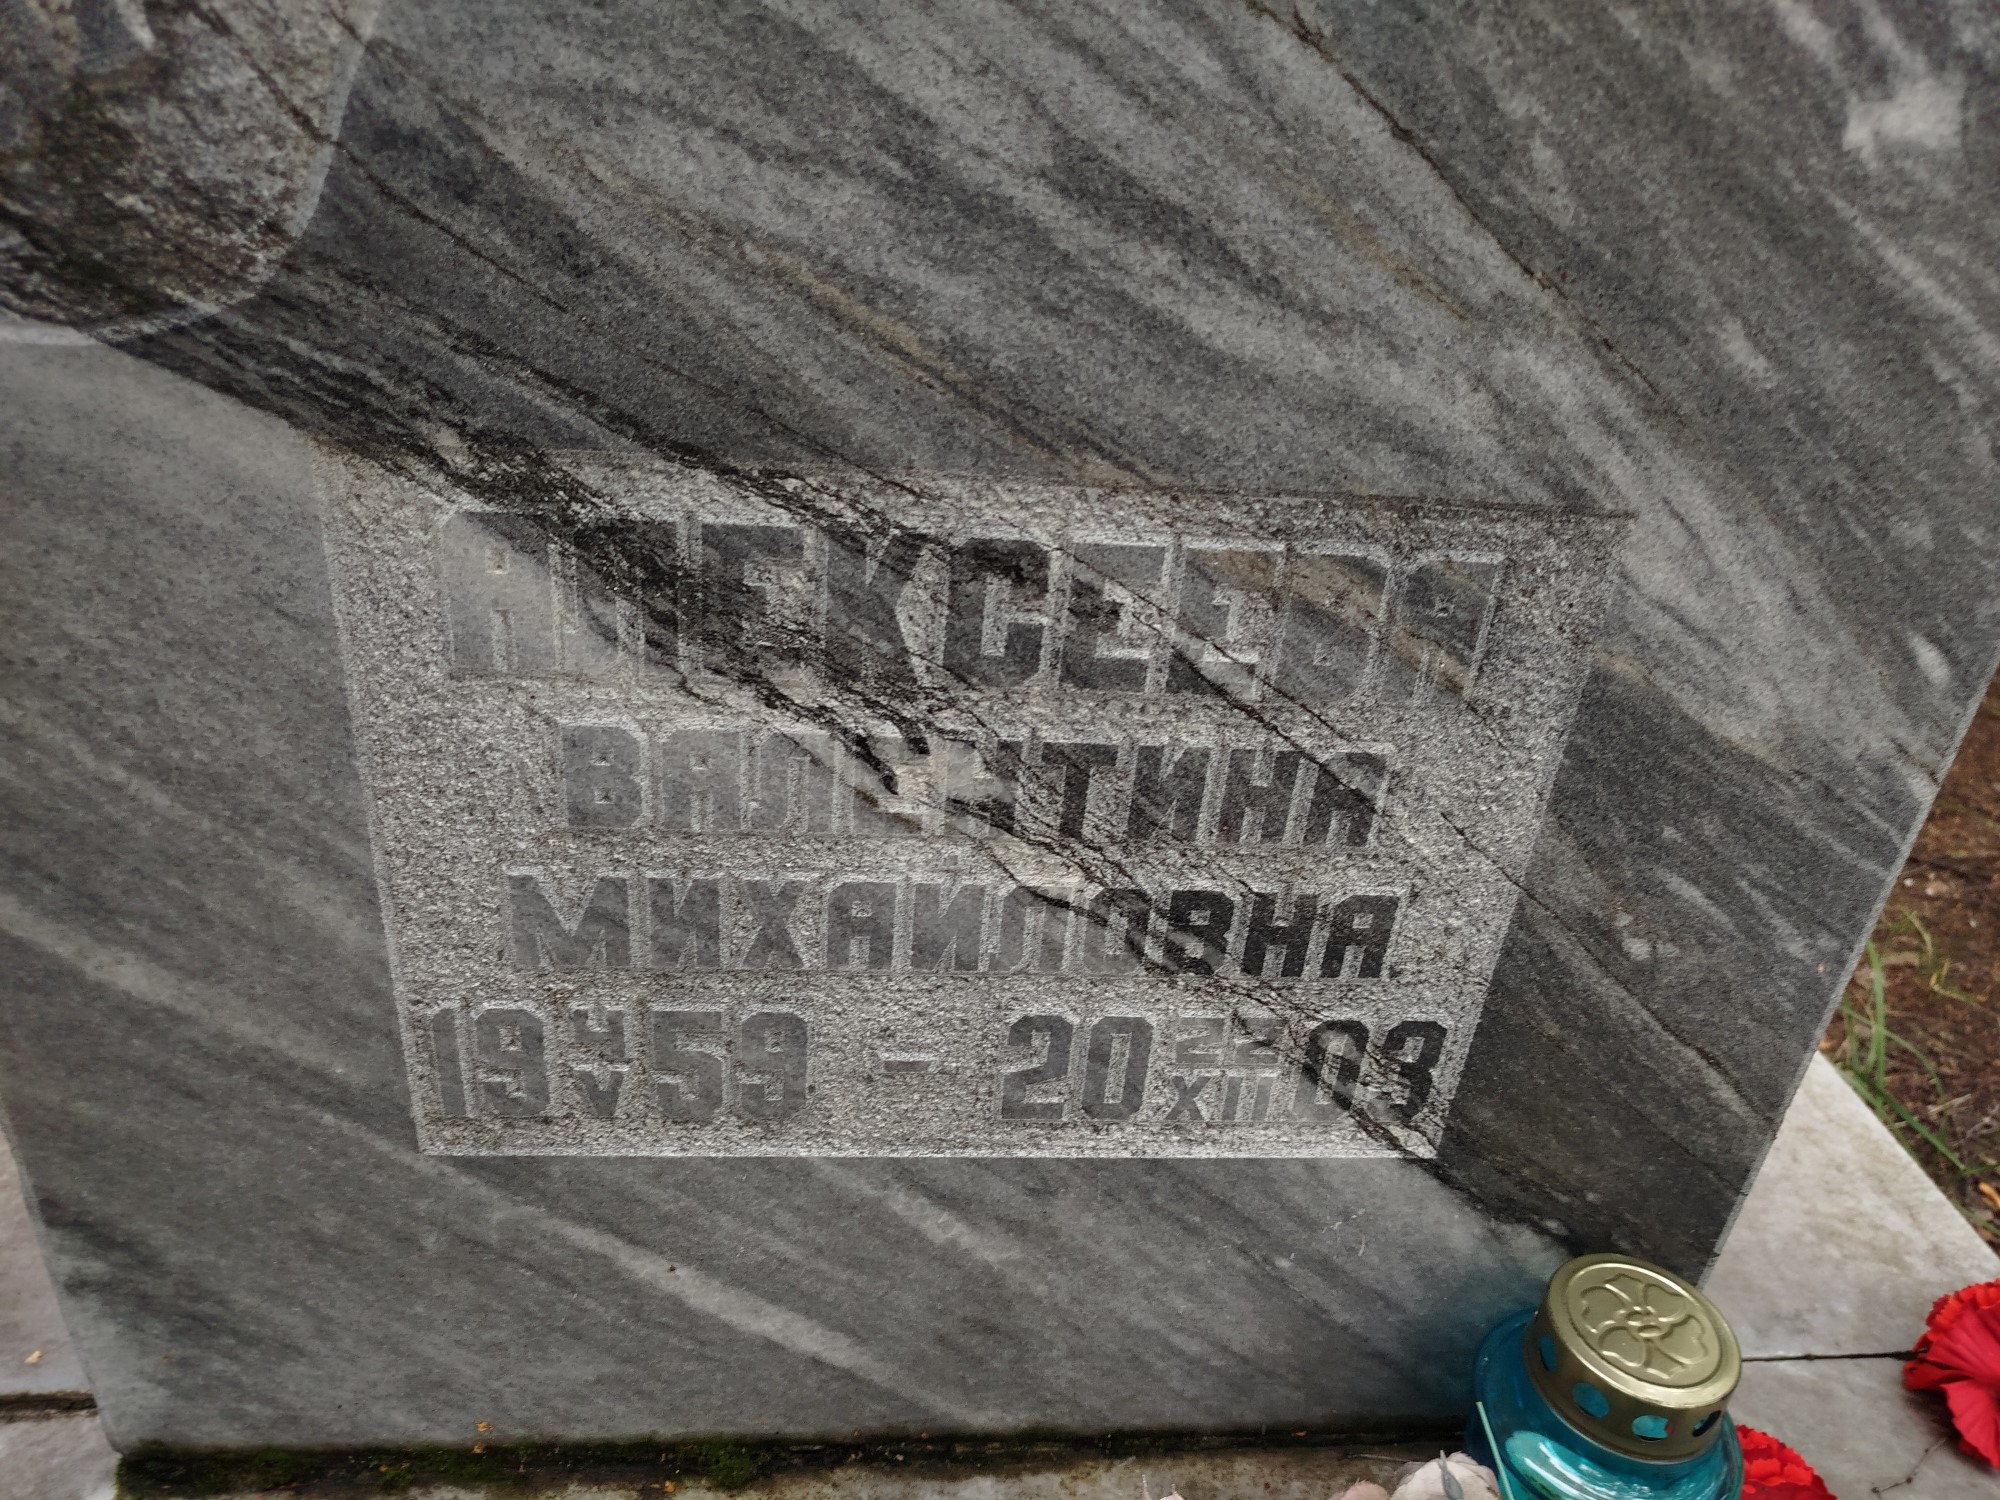 АЛЕКСЕЕВА
ВАЛЕНТИНА
МИХАЙЛОВНА
19 4/V 59 – 20 22/XII 03